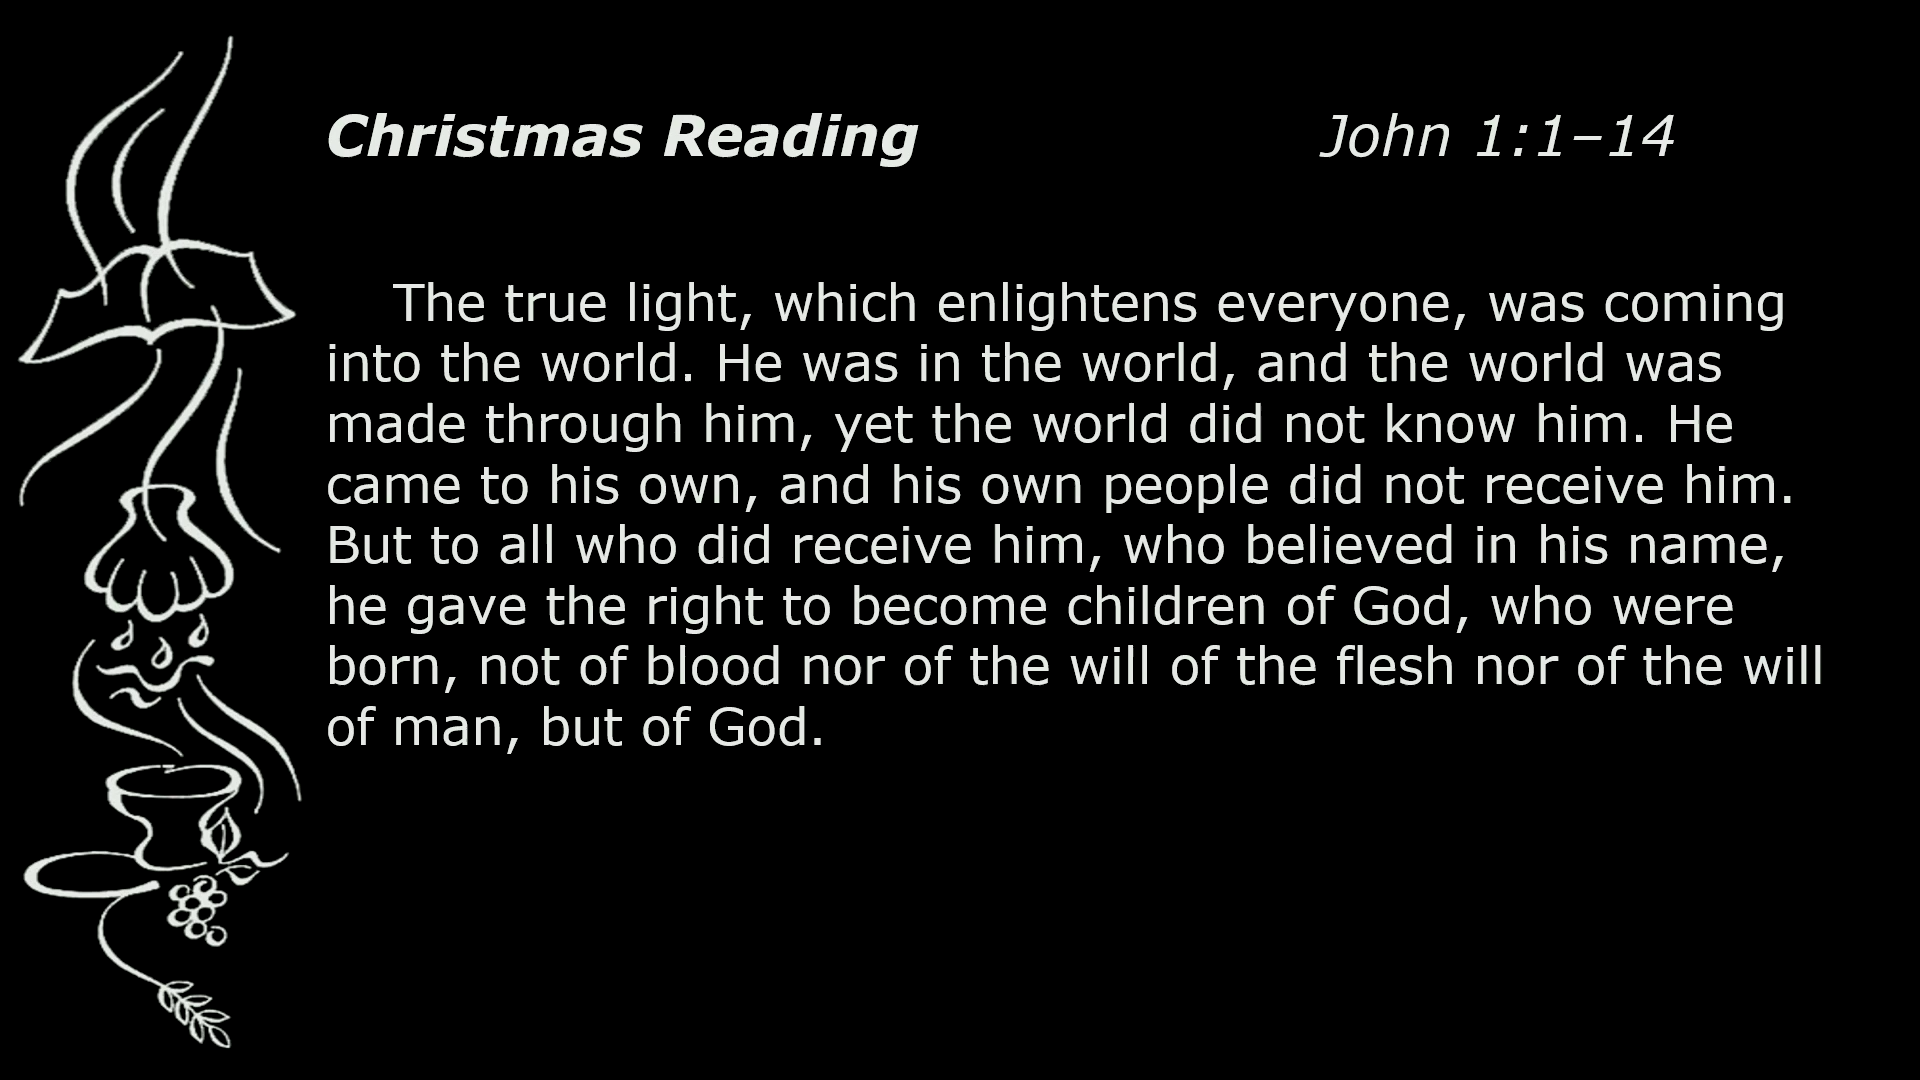 Christmas Reading John 1:1–14
The true light, which enlightens everyone, was coming
into the world. He was in the world, and the world was
made through him, yet the world did not know him. He
came to his own, and his own people did not receive him.
But to all who did receive him, who believed in his name,
he gave the right to become children of God, who were
born, not of blood nor of the will of the flesh nor of the will
of man, but of God.